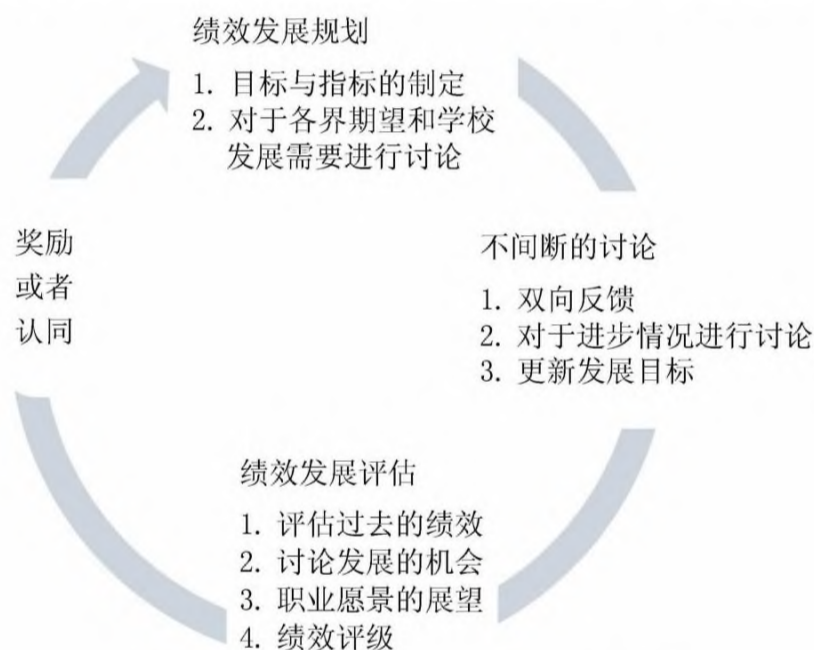 绩效发展规划
1. 目标与指标的制定
2. 对于各界期望和学校
发展需要进行讨论
不间断的讨论
1. 双向反馈
2. 对于进步情况进行讨论
3. 更新发展目标
绩效发展评估
1. 评估过去的绩效
2. 讨论发展的机会
3. 职业愿景的展望
4. 绩效评级
奖励
或者
认同